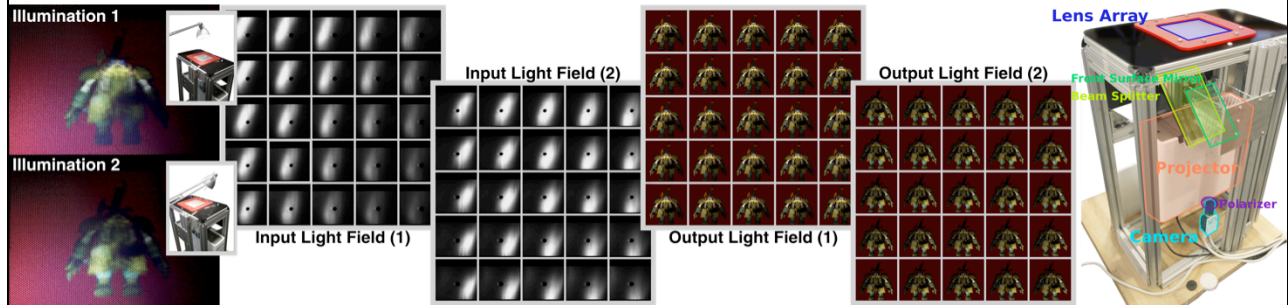 Illumination 1
Illumination 2
Input Light Field (1)
Input Light Field (2)
Output Light Field (1)
Output Light Field (2)
Lens Array
Front Surface Mirror
Beam Splitter
Projector
Polarizer
Camera